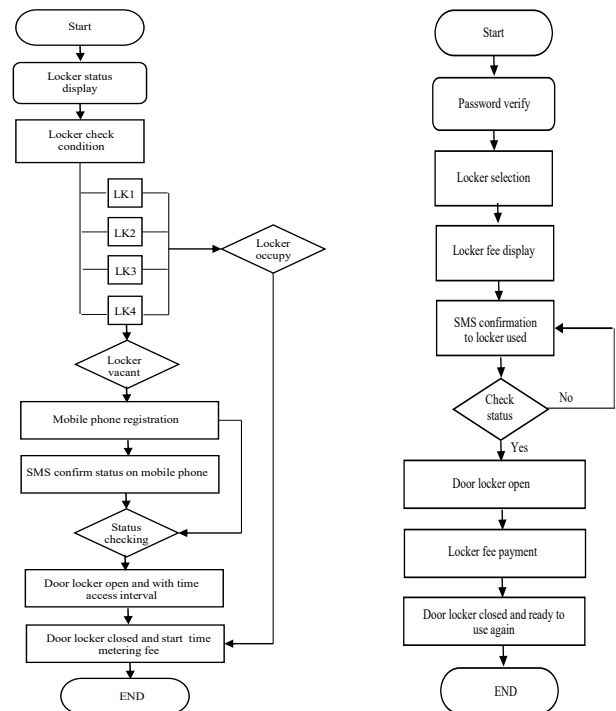 Start
Locker status
display
Locker check
condition
LK1
LK2
LK3
LK4
Locker
occupy
Locker
vacant
Mobile phone registration
SMS confirm status on mobile phone
Status
checking
Door locker open and with time
access interval
Door locker closed and start time
metering fee
END
Start
Password verify
Locker selection
Locker fee display
SMS confirmation
to locker used
Check
status
No
Yes
Door locker open
Locker fee payment
Door locker closed and ready to
use again
END